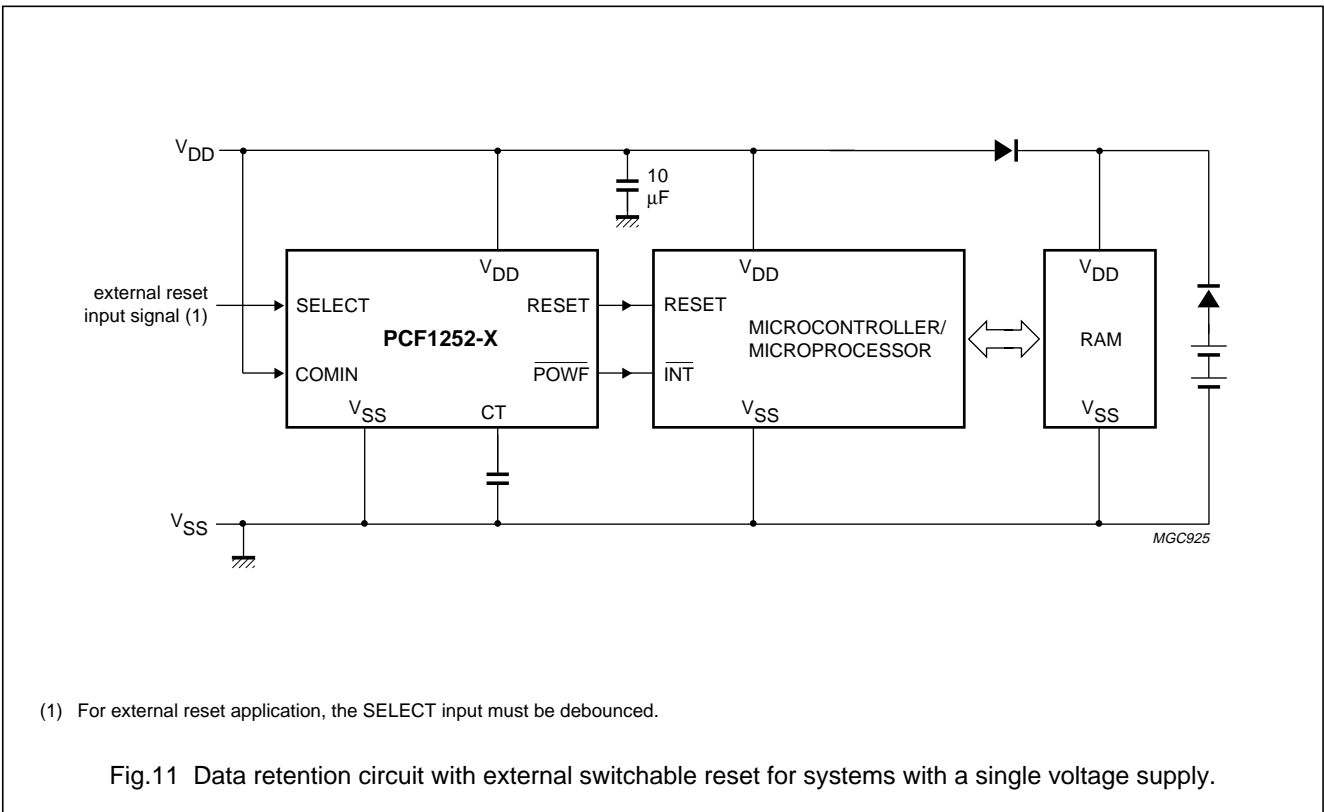 VDD
10
μF
VDD
VDD
VDD
external reset
input signal (1)
SELECT
RESET
RESET
MICROCONTROLLER/
MICROPROCESSOR
RAM
PCF1252-X
COMIN
POWF
INT
VSS
CT
VSS
VSS
VSS
MGC925
(1) For external reset application, the SELECT input must be debounced.
Fig.11 Data retention circuit with external switchable reset for systems with a single voltage supply.